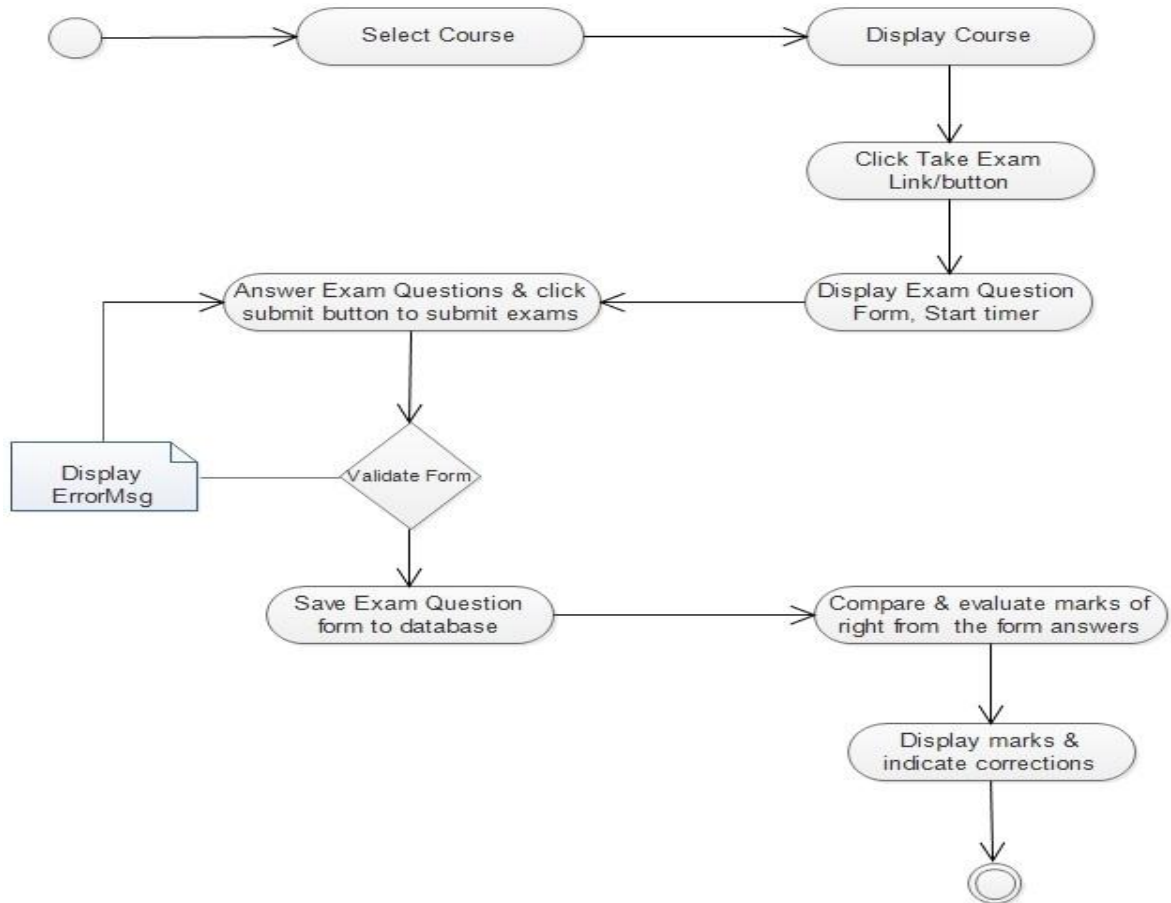 Select Course
Display Course
Click Take Exam
Link/button
Display Exam Question
Form, Start timer
Answer Exam Questions & click
submit button to submit exams
Validate Form
Display
ErrorMsg
Save Exam Question
form to database
Compare & evaluate marks of
right from the form answers
Display marks &
indicate corrections